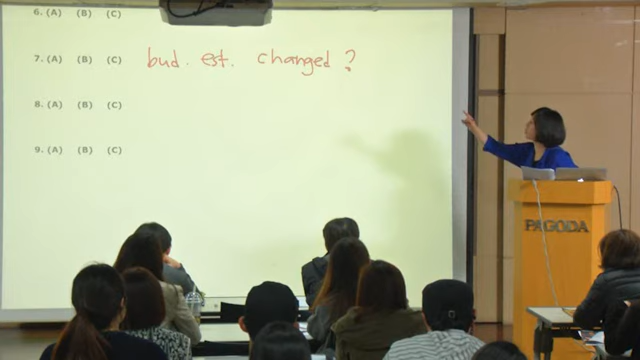 6. (A) (B) (C)
7. (A) (B) (C) bud. est. changed?
8. (A) (B) (C)
9. (A) (B) (C)
PAGODA